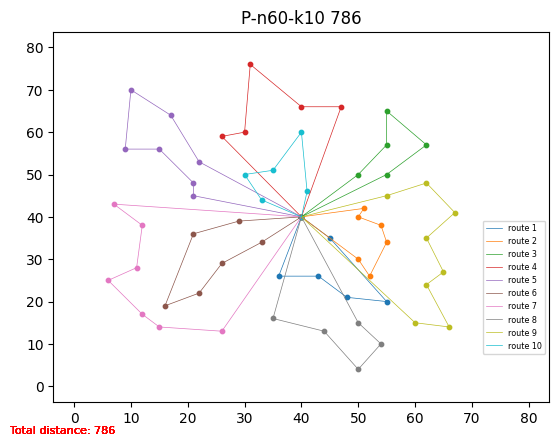 P-n60-k10 786
80
70
60
50
40
30
20
10
0
route 1
route 2
route 3
route 4
route 5
route 6
route 7
route 8
route 9
route 10
0 10 20 30 40 50 60 70 80
Total distance: 786